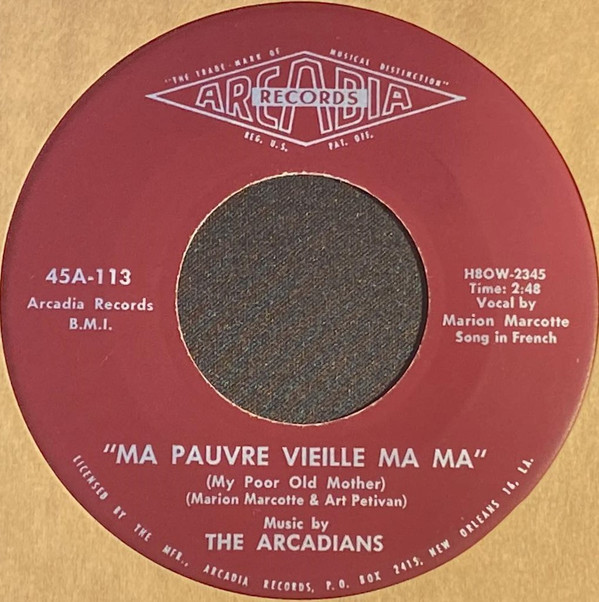 "THE TRADE-MARK OF MUSICAL DISTINCTION"
ARCADIA
RECORDS
REG. U.S. PAT. OFF.
45A-113
Arcadia Records
B.M.I.
H8OW-2345
Time: 2:48
Vocal by
Marion Marcotte
Song in French
"MA PAUVRE VIEILLE MA MA"
(My Poor Old Mother)
(Marion Marcotte & Art Petivan)
Music by
THE ARCADIANS
LICENSED BY THE MFR., ARCADIA RECORDS, P.O. BOX 2415, NEW ORLEANS 16, LA.